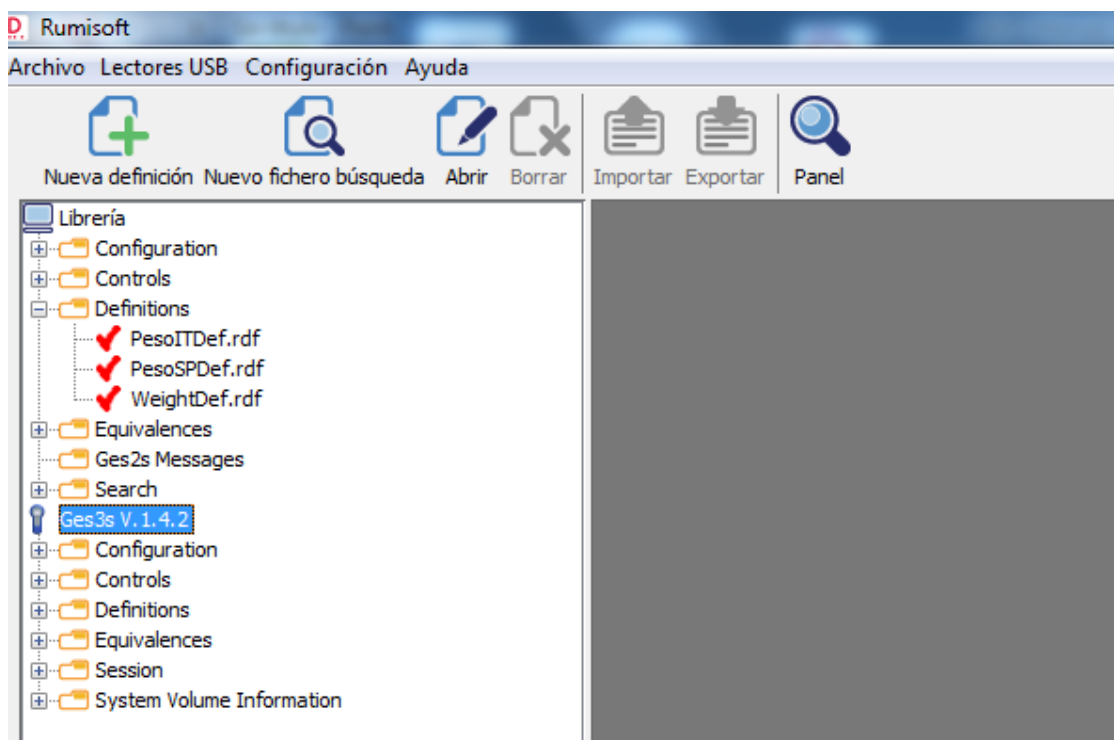 Rumisoft
Archivo Lectores USB Configuración Ayuda
Nueva definición Nuevo fichero búsqueda Abrir Borrar Importar Exportar Panel
Librería
Configuration
Controls
Definitions
PesoITDef.rdf
PesoSPDef.rdf
WeightDef.rdf
Equivalences
Ges2s Messages
Search
Ges3s V.1.4.2
Configuration
Controls
Definitions
Equivalences
Session
System Volume Information